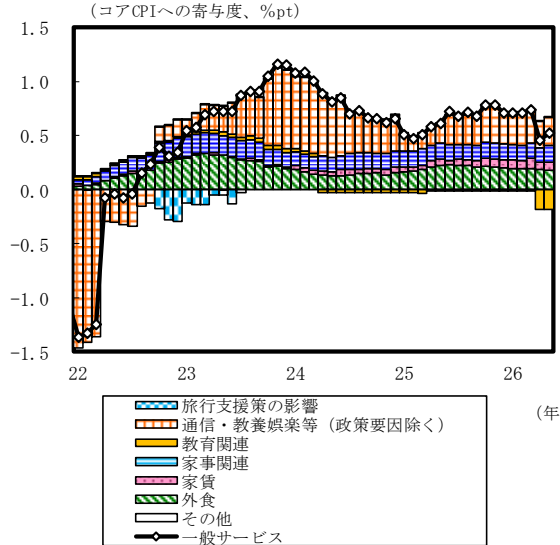 （コアCPIへの寄与度、%pt）
1.5
1.0
0.5
0.0
-0.5
-1.0
-1.5
22 23 24 25 26
（年
旅行支援策の影響
通信・教養娯楽等（政策要因除く）
教育関連
家事関連
家賃
外食
その他
一般サービス